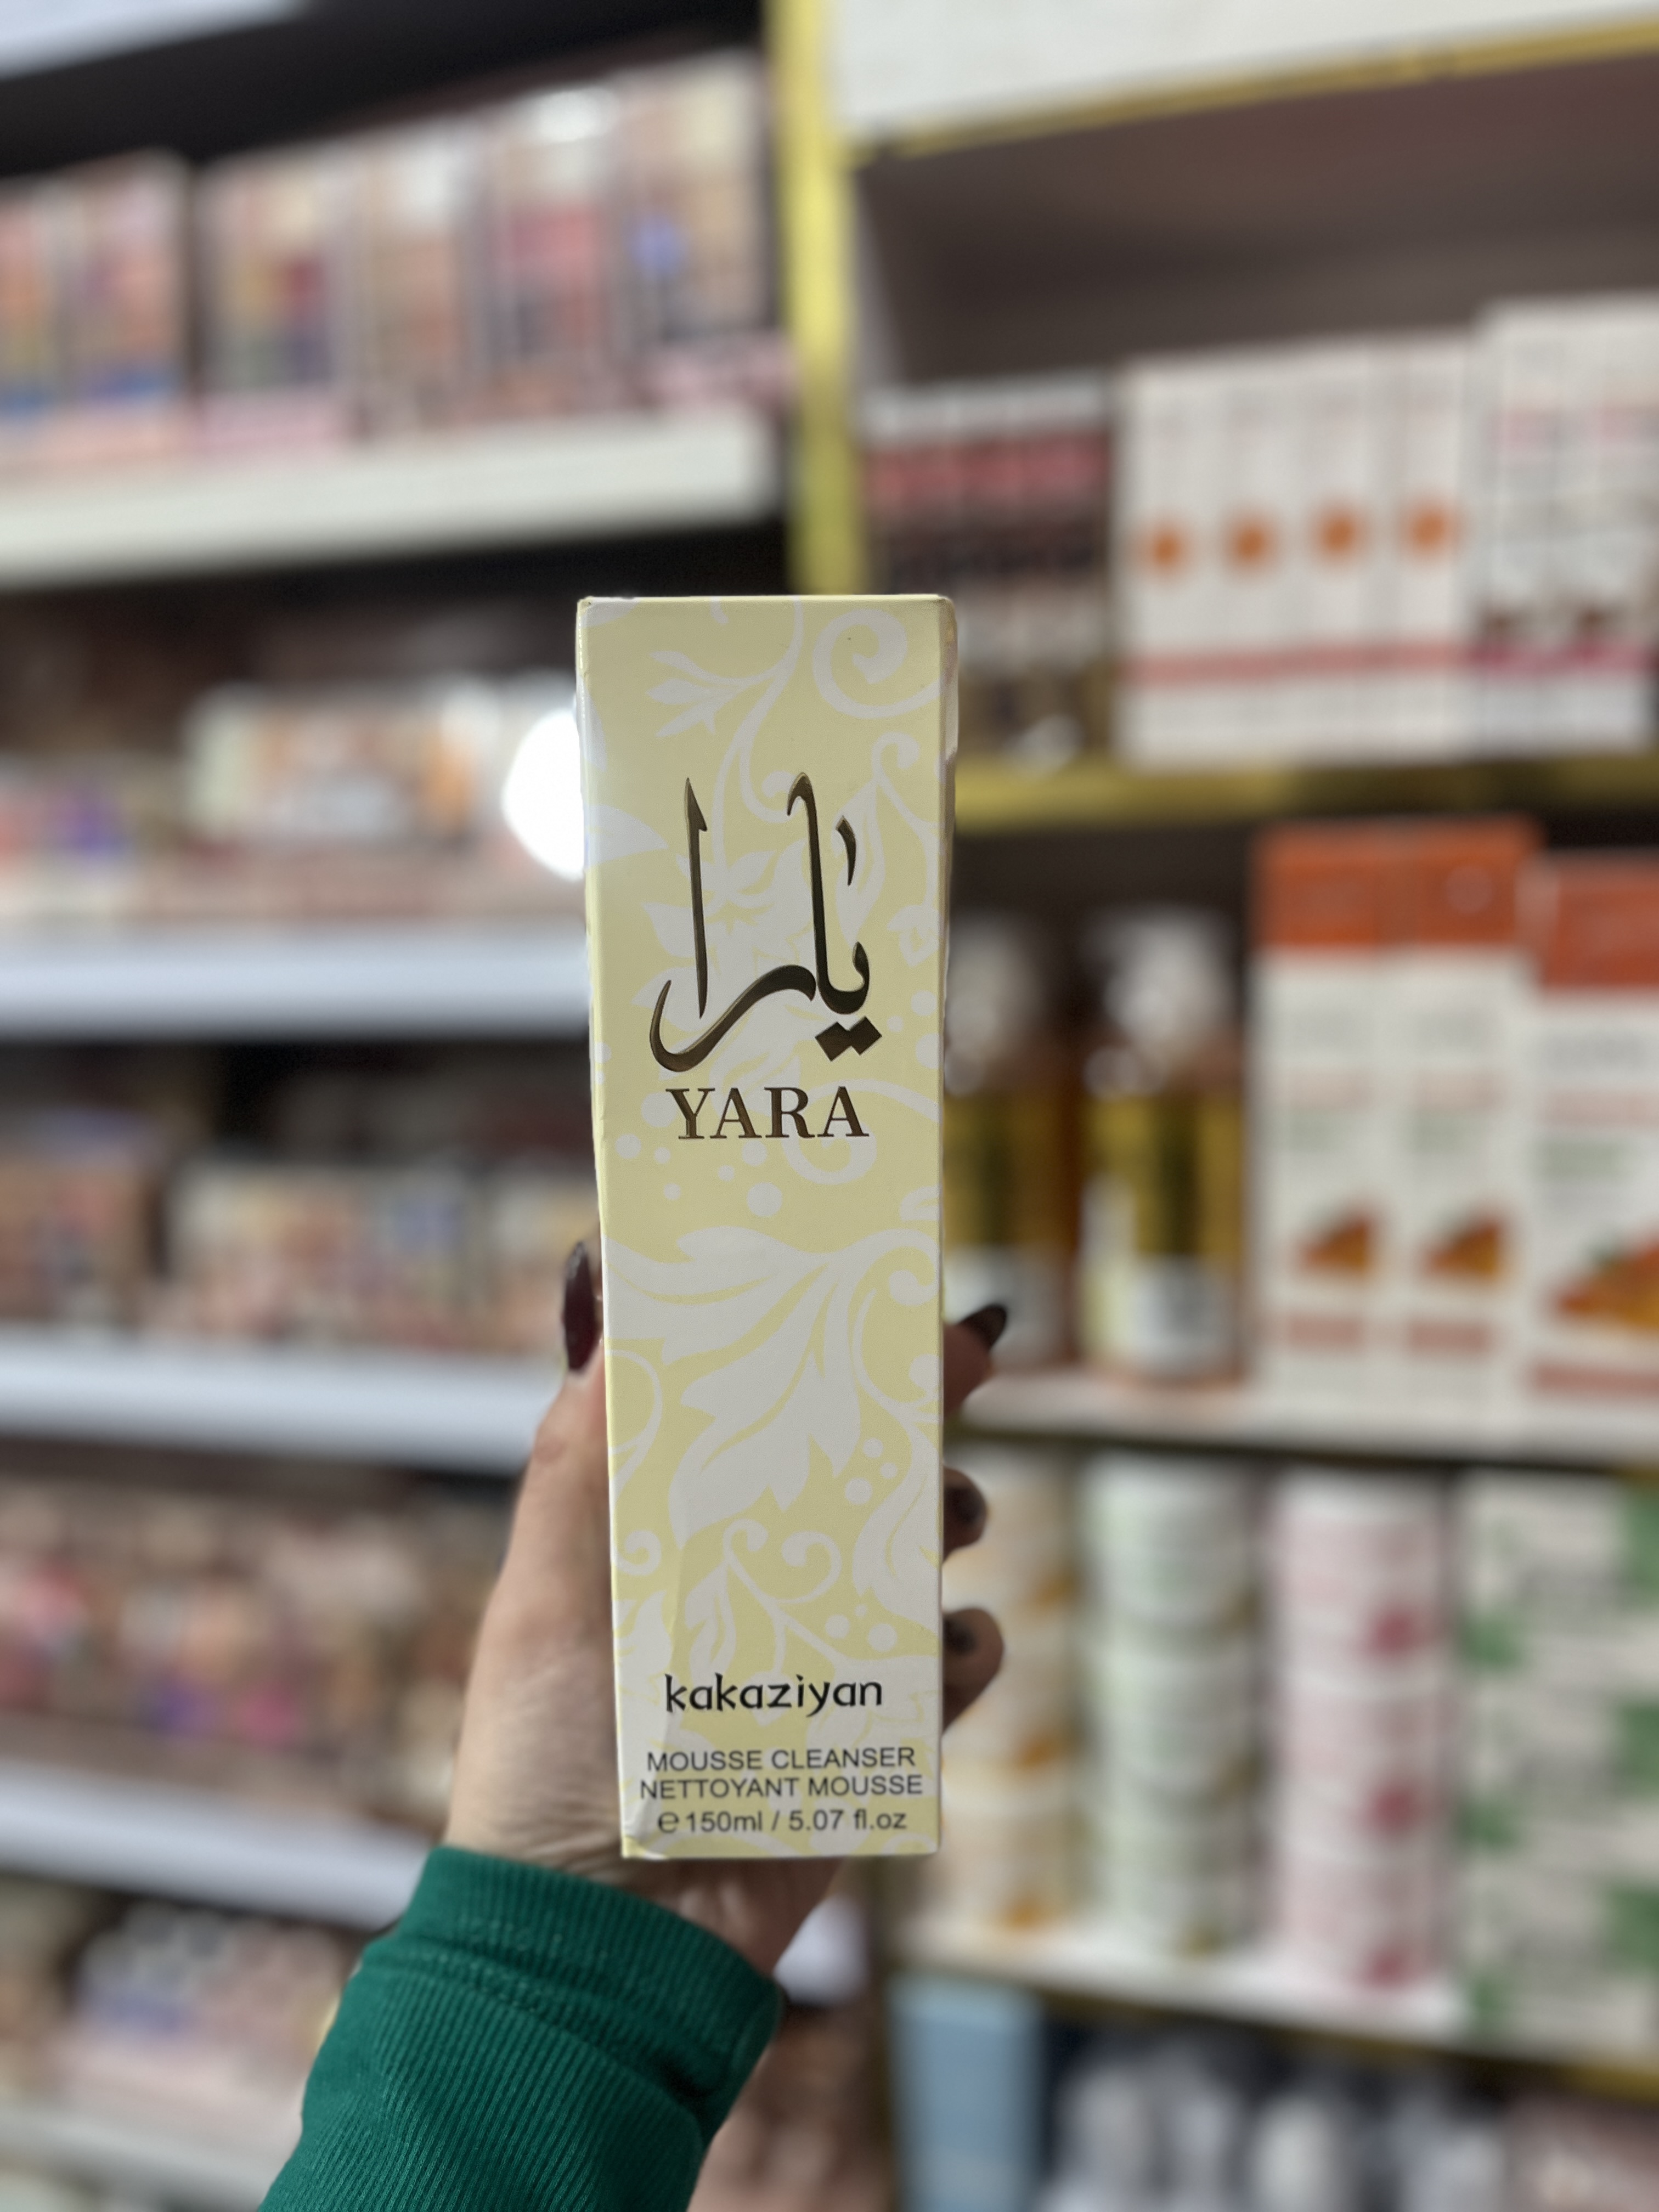 يارا
YARA
kakaziyan
MOUSSE CLEANSER
NETTOYANT MOUSSE
℮ 150ml / 5.07 fl.oz